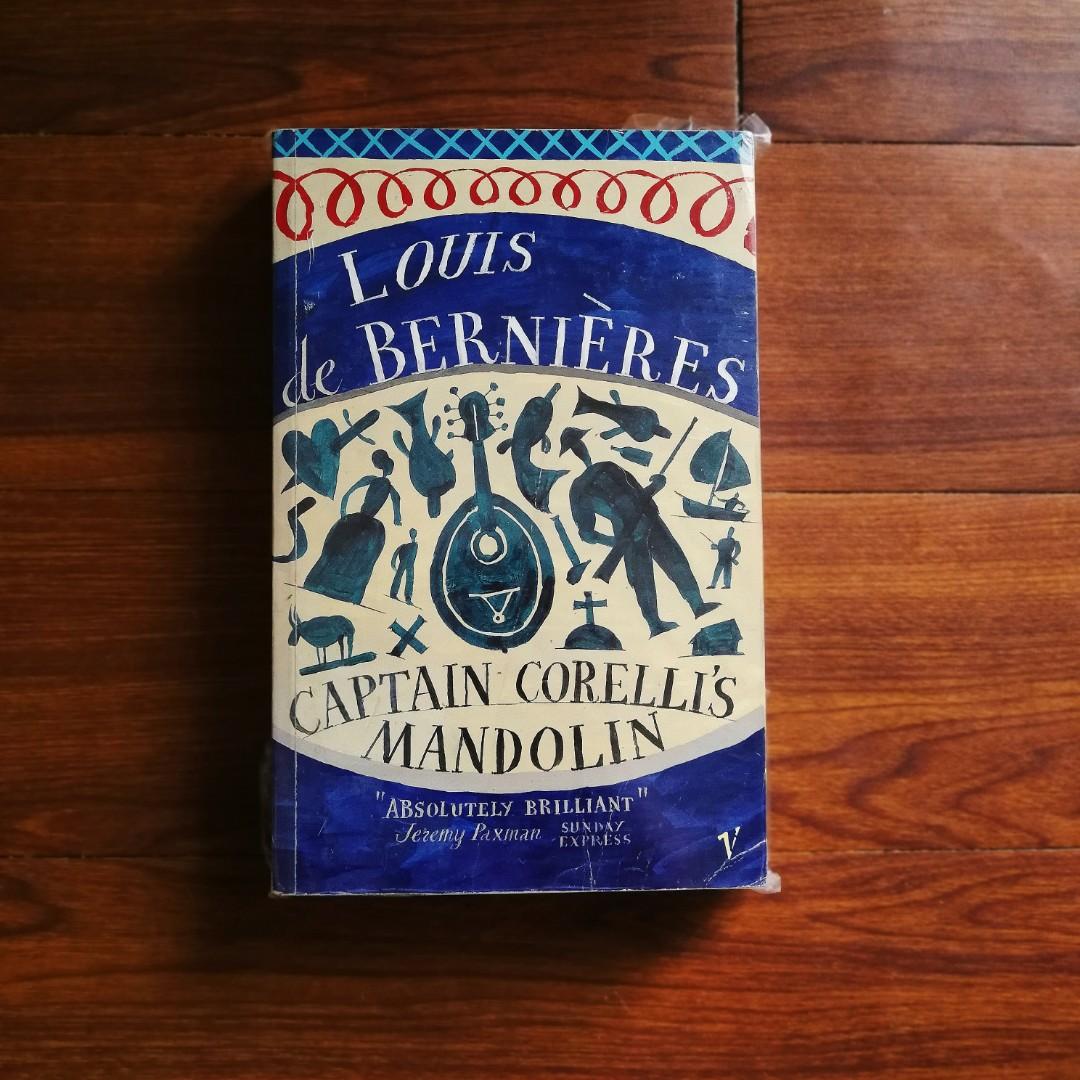 LOUIS
de BERNIÈRES
CAPTAIN CORELLI'S
MANDOLIN
"ABSOLUTELY BRILLIANT"
Jeremy Paxman SUNDAY
EXPRESS
V